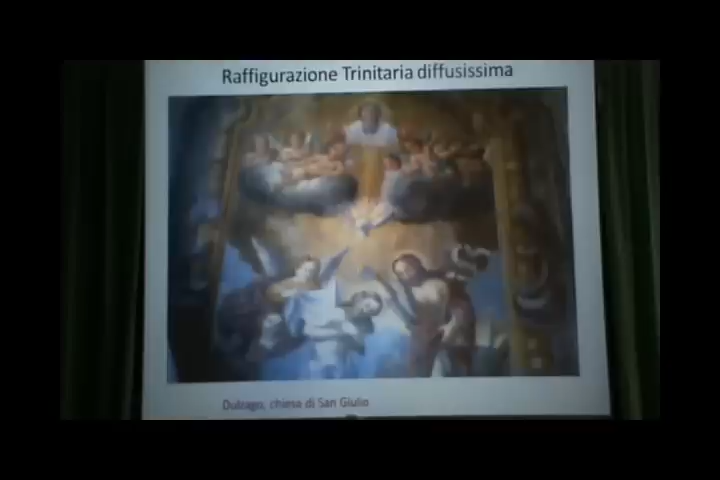 Raffigurazione Trinitaria diffusissima
Dulzago, chiesa di San Giulio